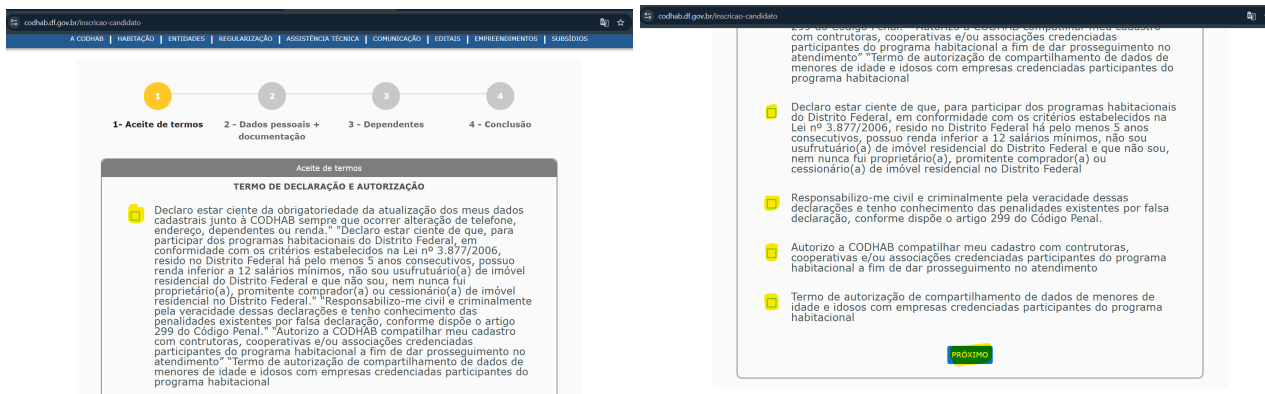 codhab.df.gov.br/inscricao-candidato
A CODHAB | HABITAÇÃO | ENTIDADES | REGULARIZAÇÃO | ASSISTÊNCIA TÉCNICA | COMUNICAÇÃO | EDITAIS | EMPREENDIMENTOS | SUBSÍDIOS
1 2 3 4
1- Aceite de termos
2 - Dados pessoais +
documentação
3 - Dependentes
4 - Conclusão
Aceite de termos
TERMO DE DECLARAÇÃO E AUTORIZAÇÃO
Declaro estar ciente da obrigatoriedade da atualização dos meus dados
cadastrais junto à CODHAB sempre que ocorrer alteração de telefone,
endereço, dependentes ou renda." "Declaro estar ciente de que, para
participar dos programas habitacionais do Distrito Federal, em
conformidade com os critérios estabelecidos na Lei nº 3.877/2006,
resido no Distrito Federal há pelo menos 5 anos consecutivos, possuo
renda inferior a 12 salários mínimos, não sou usufrutuário(a) de imóvel
residencial do Distrito Federal e que não sou, nem nunca fui
proprietário(a), promitente comprador(a) ou cessionário(a) de imóvel
residencial no Distrito Federal." "Responsabilizo-me civil e criminalmente
pela veracidade dessas declarações e tenho conhecimento das
penalidades existentes por falsa declaração, conforme dispõe o artigo
299 do Código Penal." "Autorizo a CODHAB compatilhar meu cadastro
com contrutoras, cooperativas e/ou associações credenciadas
participantes do programa habitacional a fim de dar prosseguimento no
atendimento" "Termo de autorização de compartilhamento de dados de
menores de idade e idosos com empresas credenciadas participantes do
programa habitacional
codhab.df.gov.br/inscricao-candidato
299 do Código Penal." "Autorizo a CODHAB compatilhar meu cadastro
com contrutoras, cooperativas e/ou associações credenciadas
participantes do programa habitacional a fim de dar prosseguimento no
atendimento" "Termo de autorização de compartilhamento de dados de
menores de idade e idosos com empresas credenciadas participantes do
programa habitacional
Declaro estar ciente de que, para participar dos programas habitacionais
do Distrito Federal, em conformidade com os critérios estabelecidos na
Lei nº 3.877/2006, resido no Distrito Federal há pelo menos 5 anos
consecutivos, possuo renda inferior a 12 salários mínimos, não sou
usufrutuário(a) de imóvel residencial do Distrito Federal e que não sou,
nem nunca fui proprietário(a), promitente comprador(a) ou
cessionário(a) de imóvel residencial no Distrito Federal
Responsabilizo-me civil e criminalmente pela veracidade dessas
declarações e tenho conhecimento das penalidades existentes por falsa
declaração, conforme dispõe o artigo 299 do Código Penal.
Autorizo a CODHAB compatilhar meu cadastro com contrutoras,
cooperativas e/ou associações credenciadas participantes do programa
habitacional a fim de dar prosseguimento no atendimento
Termo de autorização de compartilhamento de dados de menores de
idade e idosos com empresas credenciadas participantes do programa
habitacional
PRÓXIMO